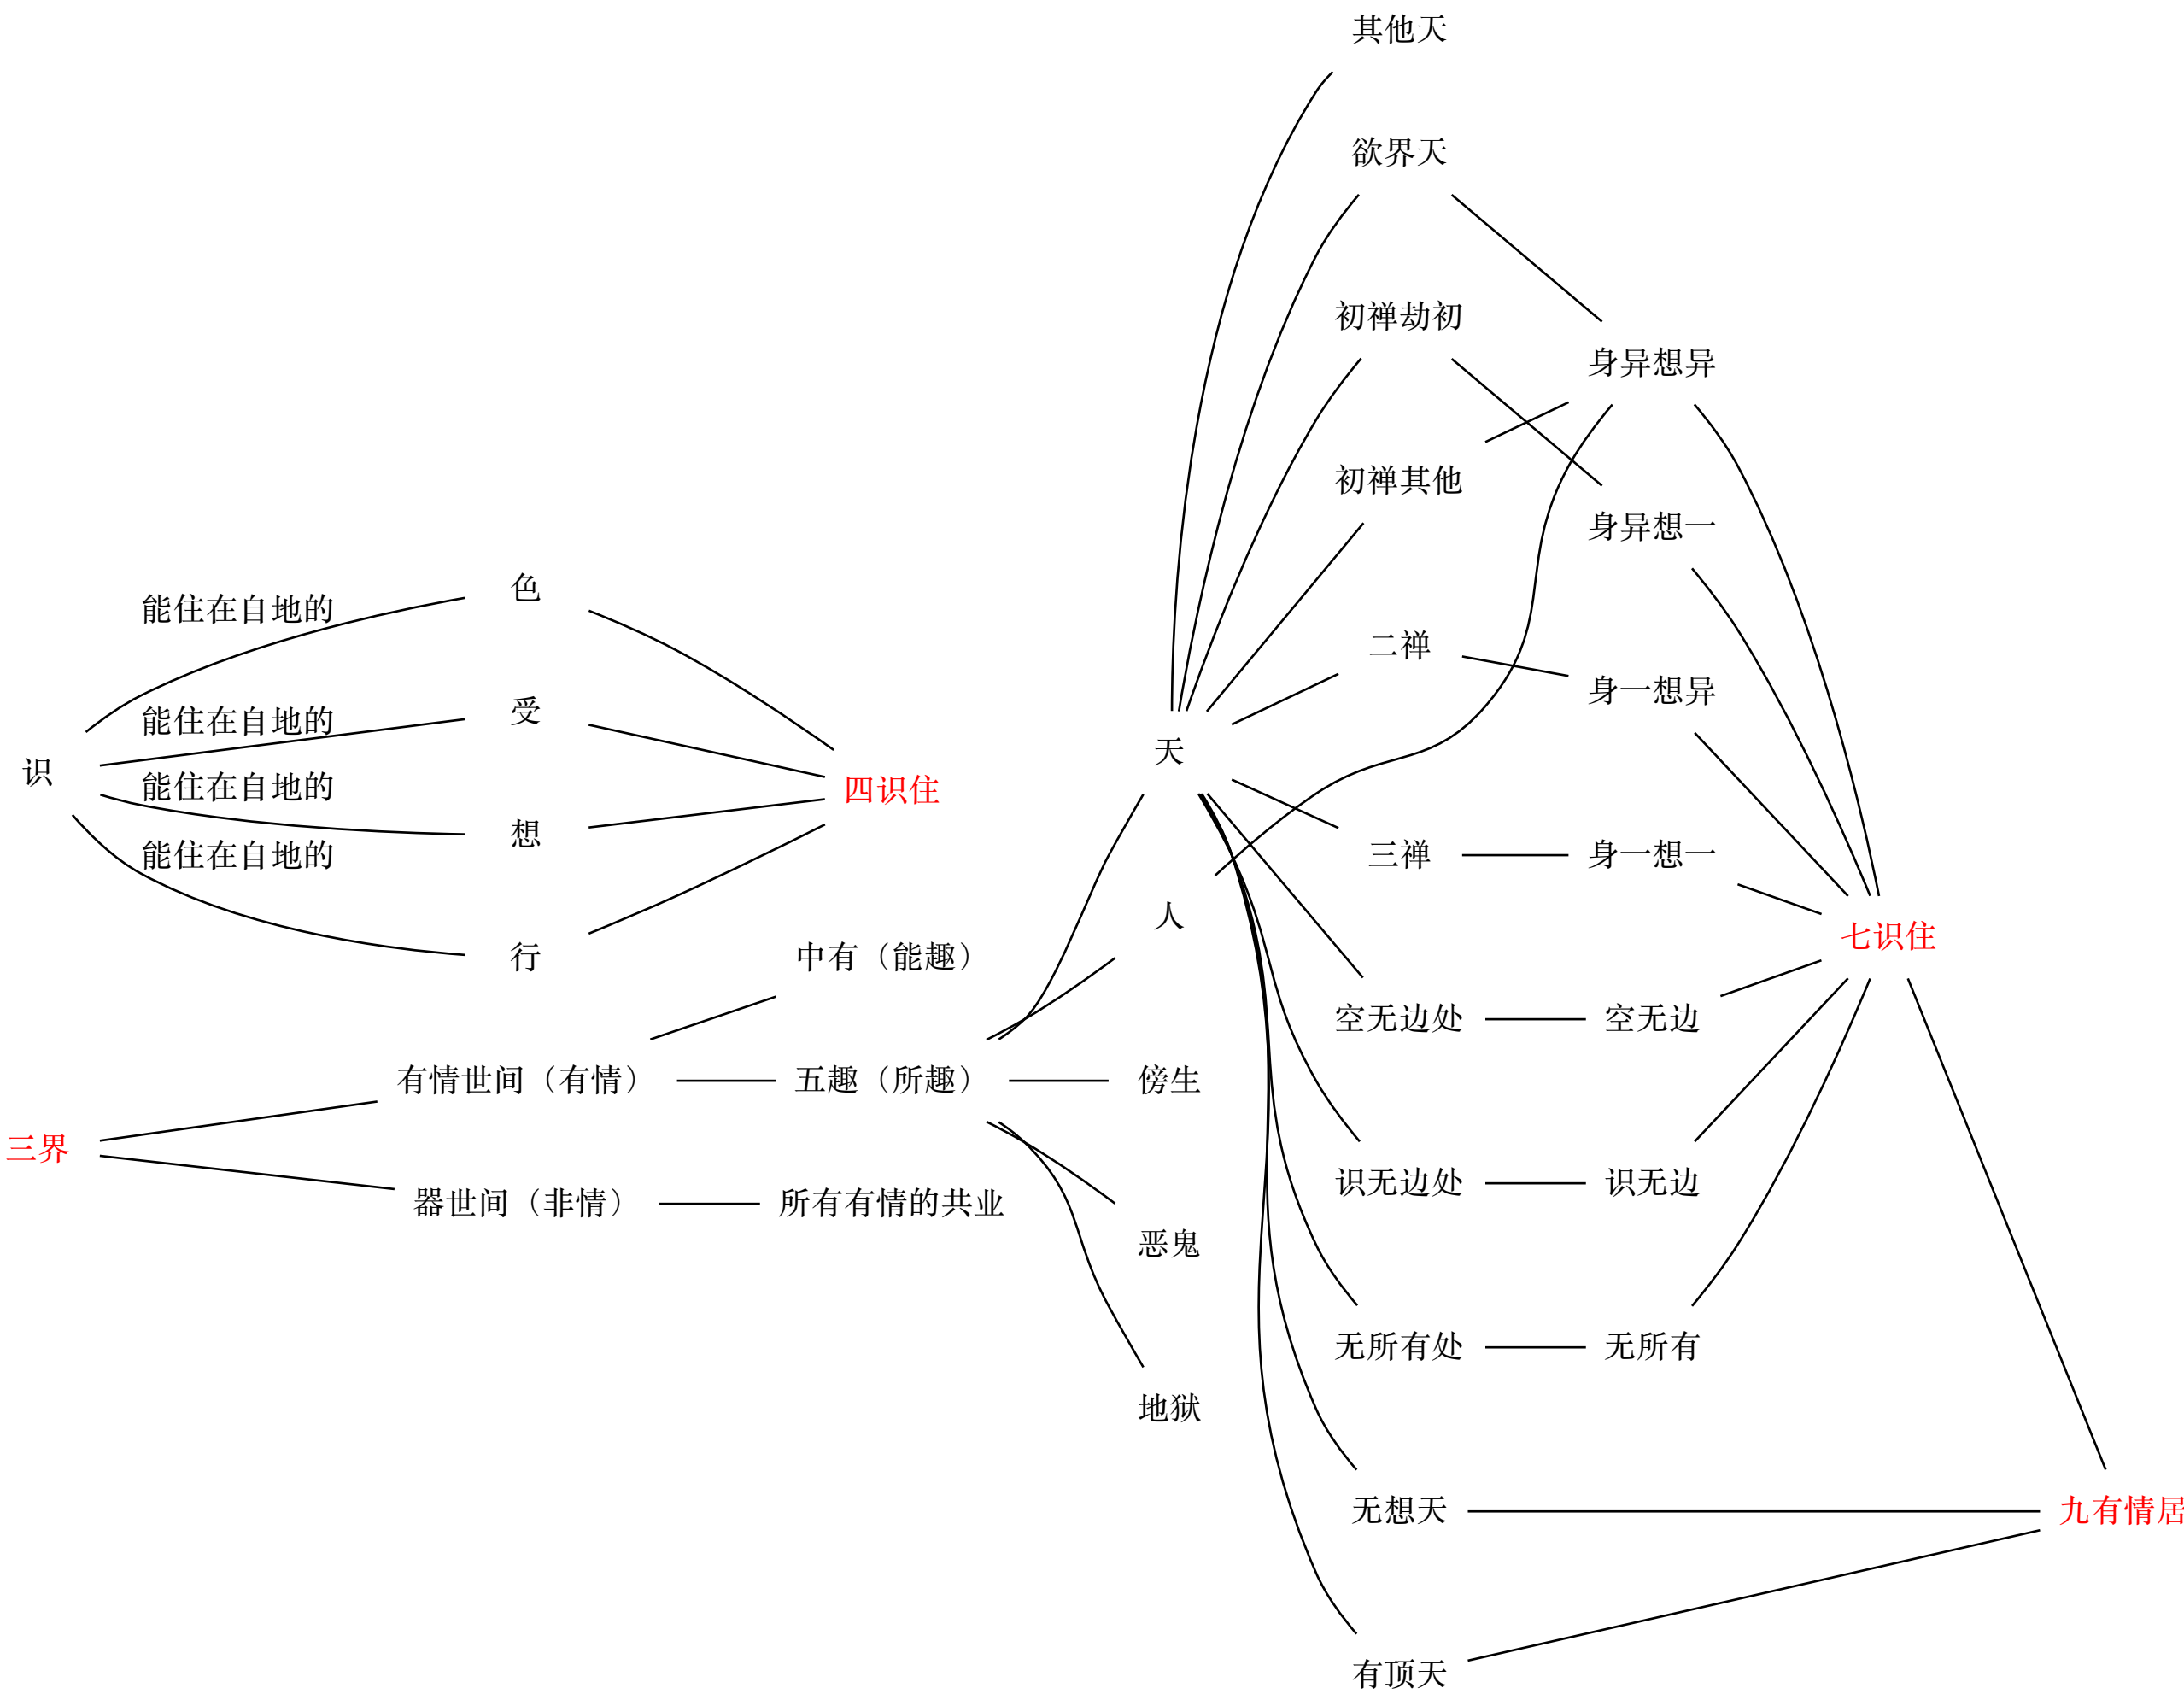 其他天
欲界天
初禅劫初
身异想异
初禅其他
身异想一
色
能住在自地的
二禅
身一想异
受
能住在自地的
天
识
能住在自地的
四识住
想
能住在自地的
三禅
身一想一
人
七识住
行
中有（能趣）
空无边处
空无边
有情世间（有情）
五趣（所趣）
傍生
三界
识无边处
识无边
器世间（非情）
所有有情的共业
恶鬼
无所有处
无所有
地狱
无想天
九有情居
有顶天